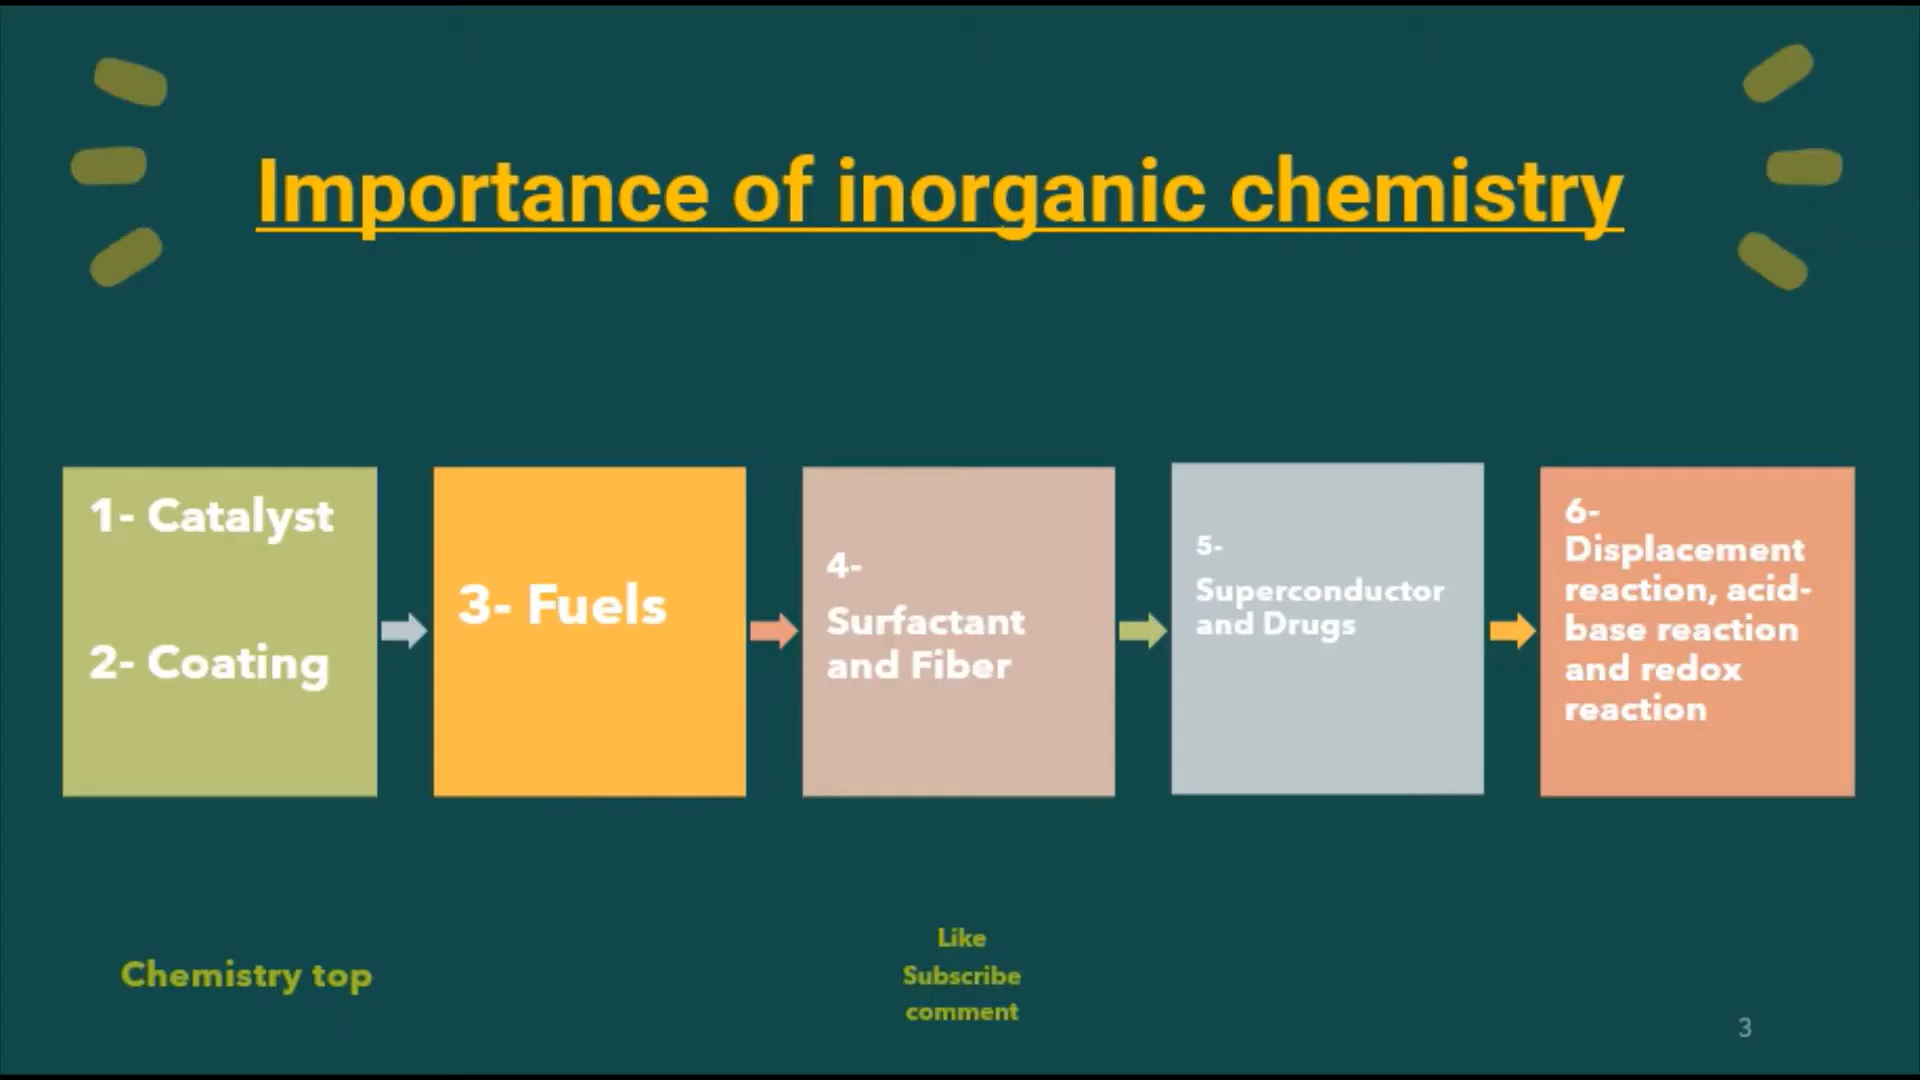 Importance of inorganic chemistry
1- Catalyst
2- Coating
3- Fuels
4-
Surfactant
and Fiber
5-
Superconductor
and Drugs
6-
Displacement
reaction, acid-
base reaction
and redox
reaction
Chemistry top
Like
Subscribe
comment
3